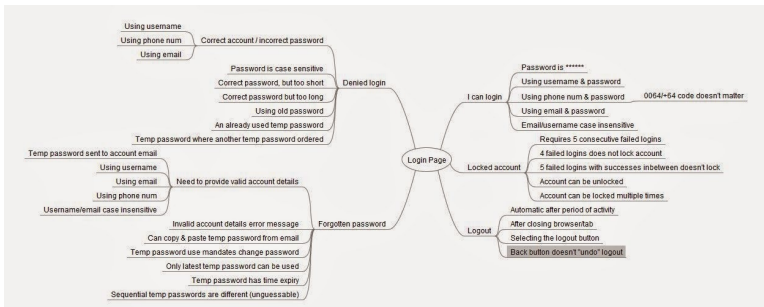 Using username
Using phone num
Using email
Correct account / incorrect password
Password is case sensitive
Correct password, but too short
Correct password but too long
Using old password
An already used temp password
Temp password where another temp password ordered
Denied login
Temp password sent to account email
Using username
Using email
Using phone num
Username/email case insensitive
Need to provide valid account details
Invalid account details error message
Can copy & paste temp password from email
Temp password use mandates change password
Only latest temp password can be used
Temp password has time expiry
Sequential temp passwords are different (unguessable)
Forgotten password
Login Page
I can login
Password is ******
Using username & password
Using phone num & password
0064/+64 code doesn't matter
Using email & password
Email/username case insensitive
Locked account
Requires 5 consecutive failed logins
4 failed logins does not lock account
5 failed logins with successes inbetween doesn't lock
Account can be unlocked
Account can be locked multiple times
Logout
Automatic after period of activity
After closing browser/tab
Selecting the logout button
Back button doesn't "undo" logout